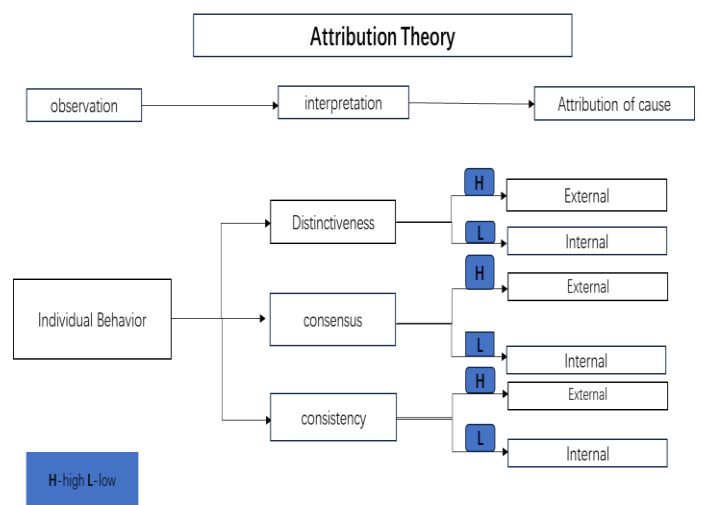 Attribution Theory
observation
interpretation
Attribution of cause
H
External
Distinctiveness
L
Internal
H
External
Individual Behavior
consensus
L
Internal
H
External
consistency
L
Internal
H-high L-low